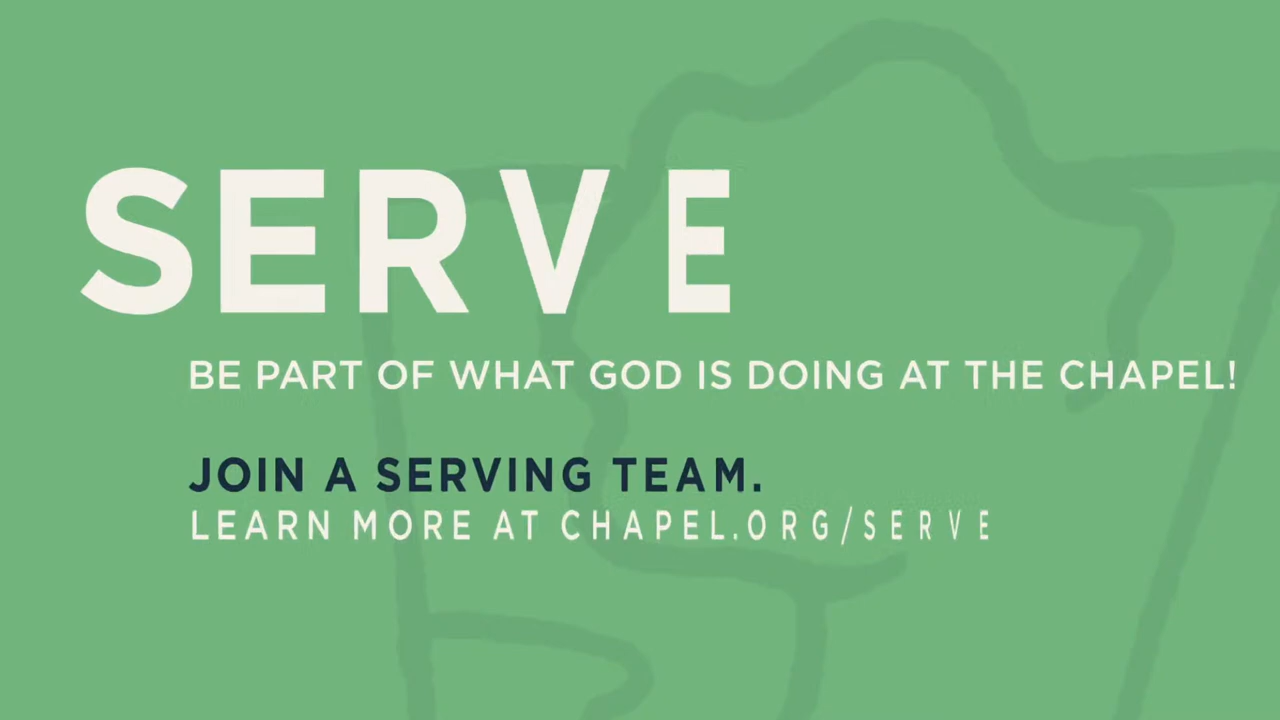 SERVE
BE PART OF WHAT GOD IS DOING AT THE CHAPEL!
JOIN A SERVING TEAM.
LEARN MORE AT CHAPEL.ORG/SERVE